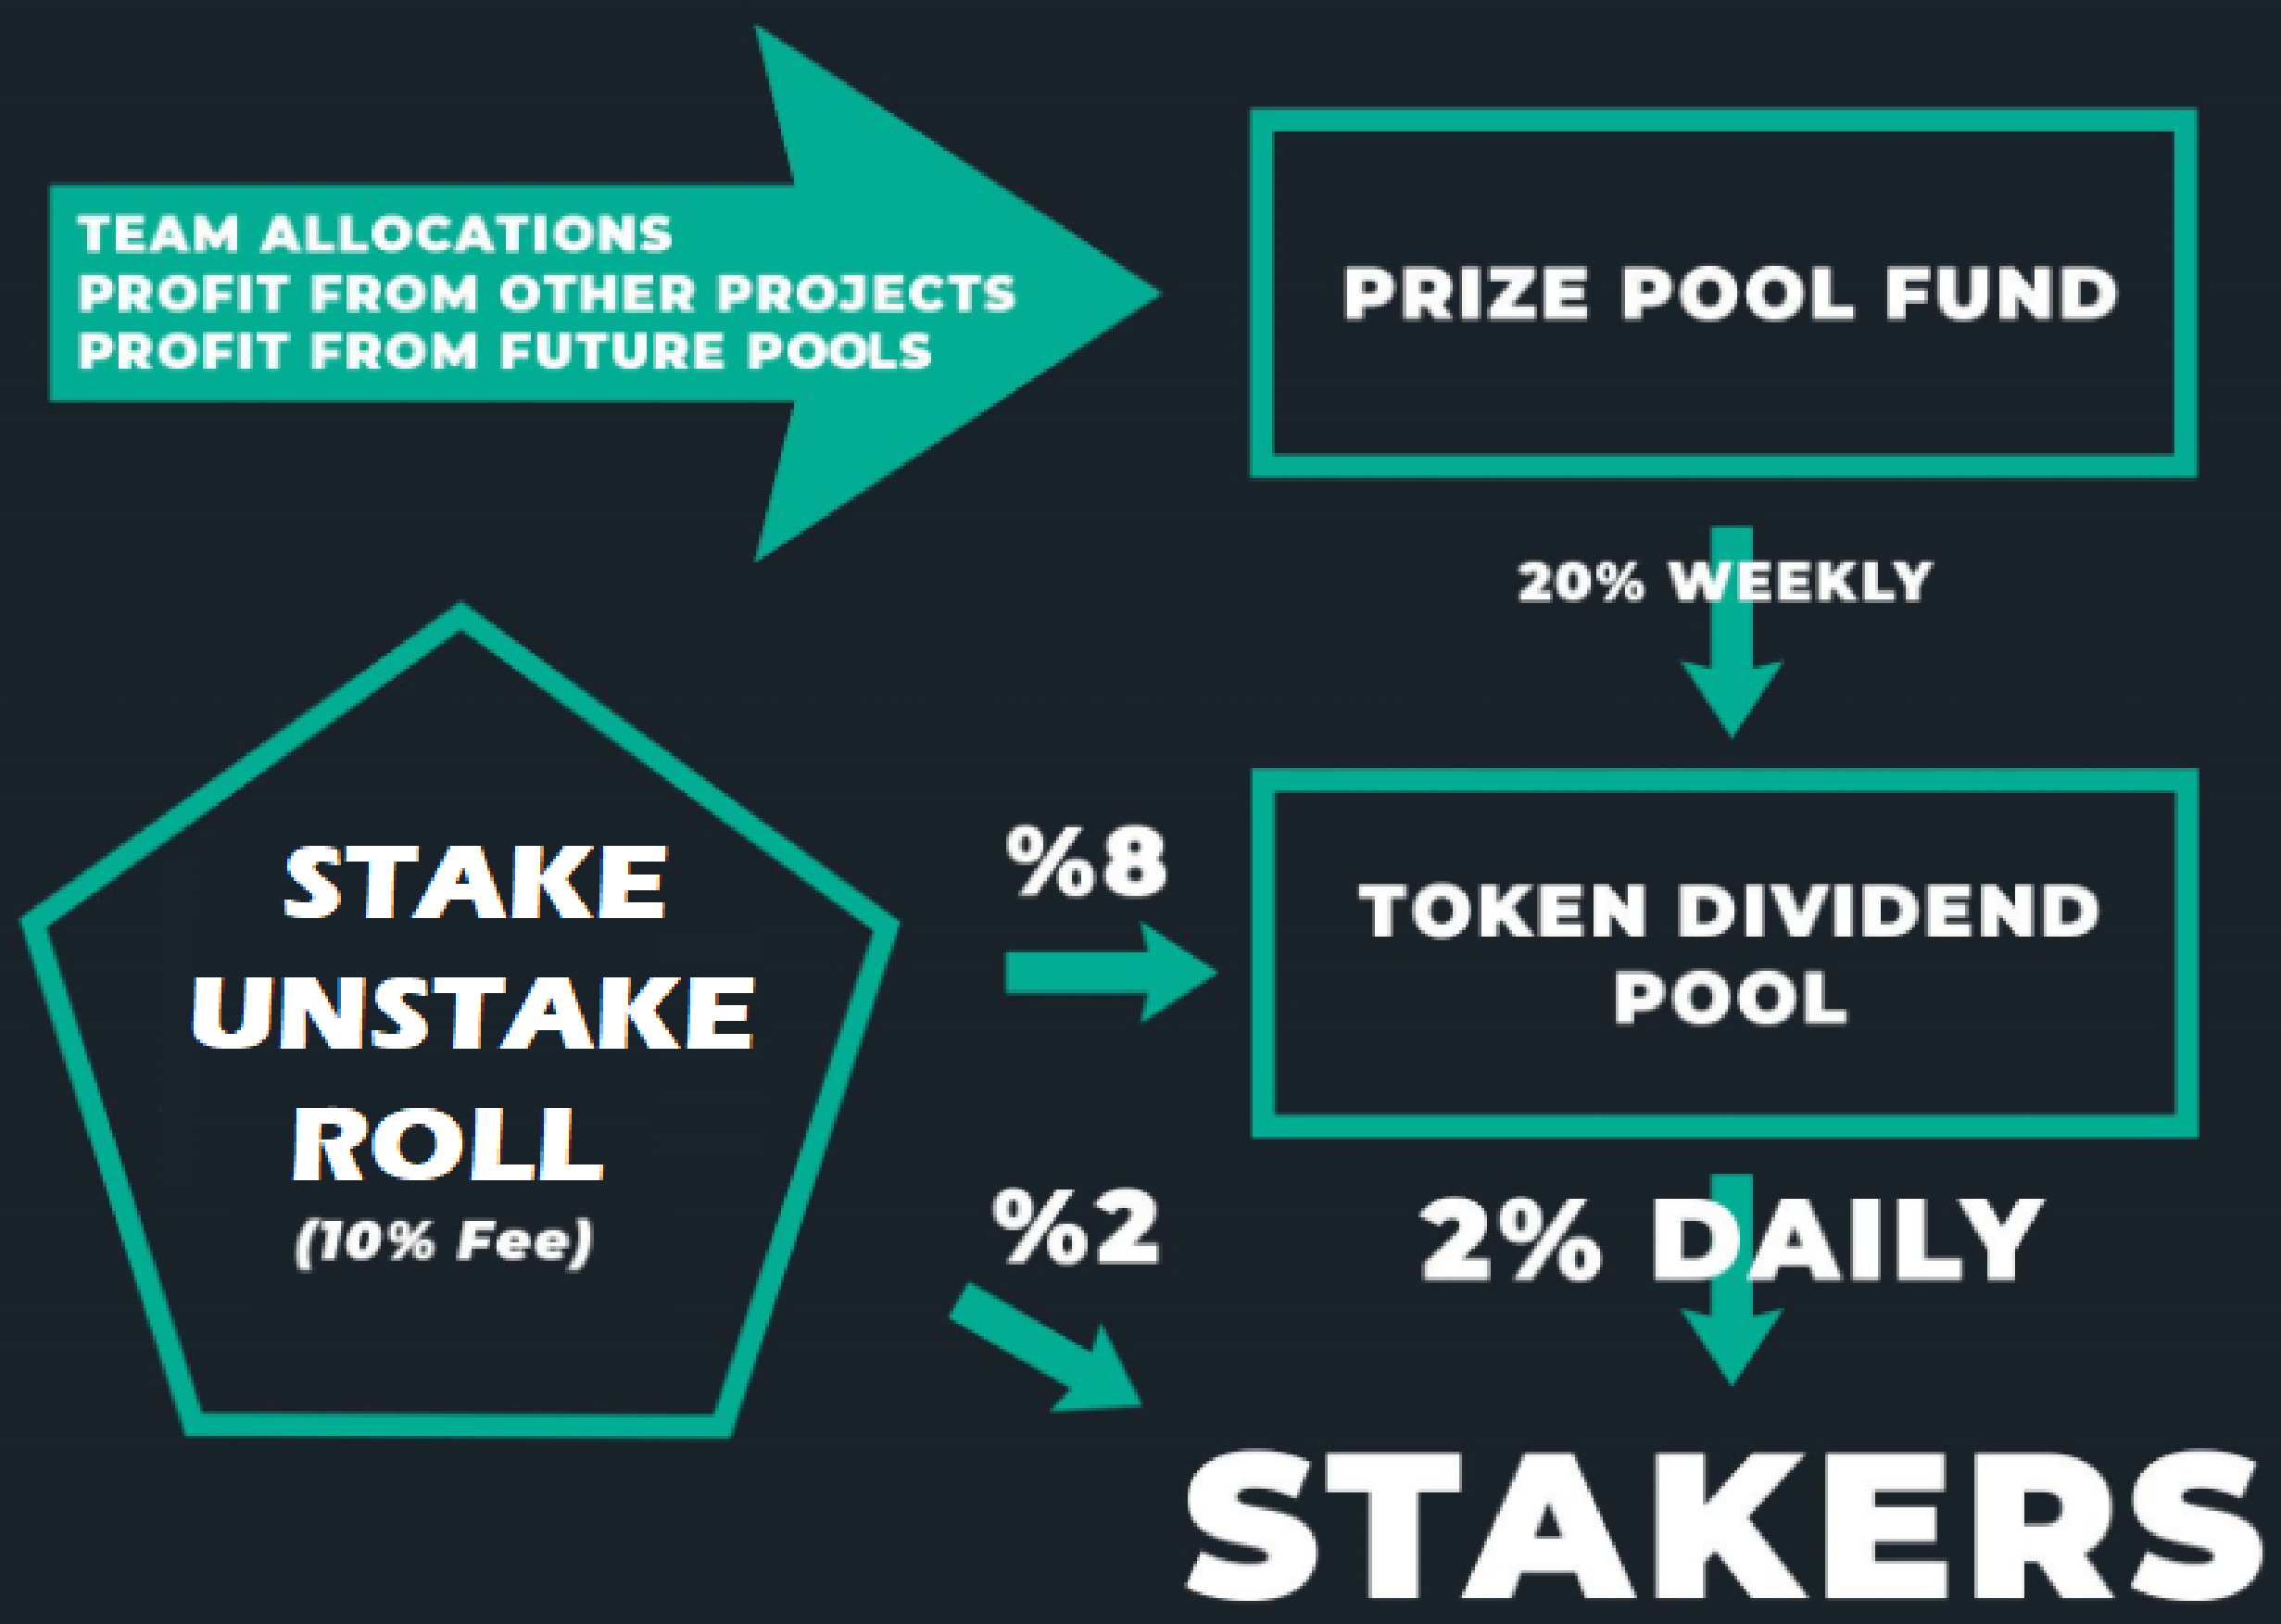 TEAM ALLOCATIONS
PROFIT FROM OTHER PROJECTS
PROFIT FROM FUTURE POOLS
PRIZE POOL FUND
20% WEEKLY
STAKE
UNSTAKE
ROLL
(10% Fee)
%8
TOKEN DIVIDEND
POOL
%2
2% DAILY
STAKERS